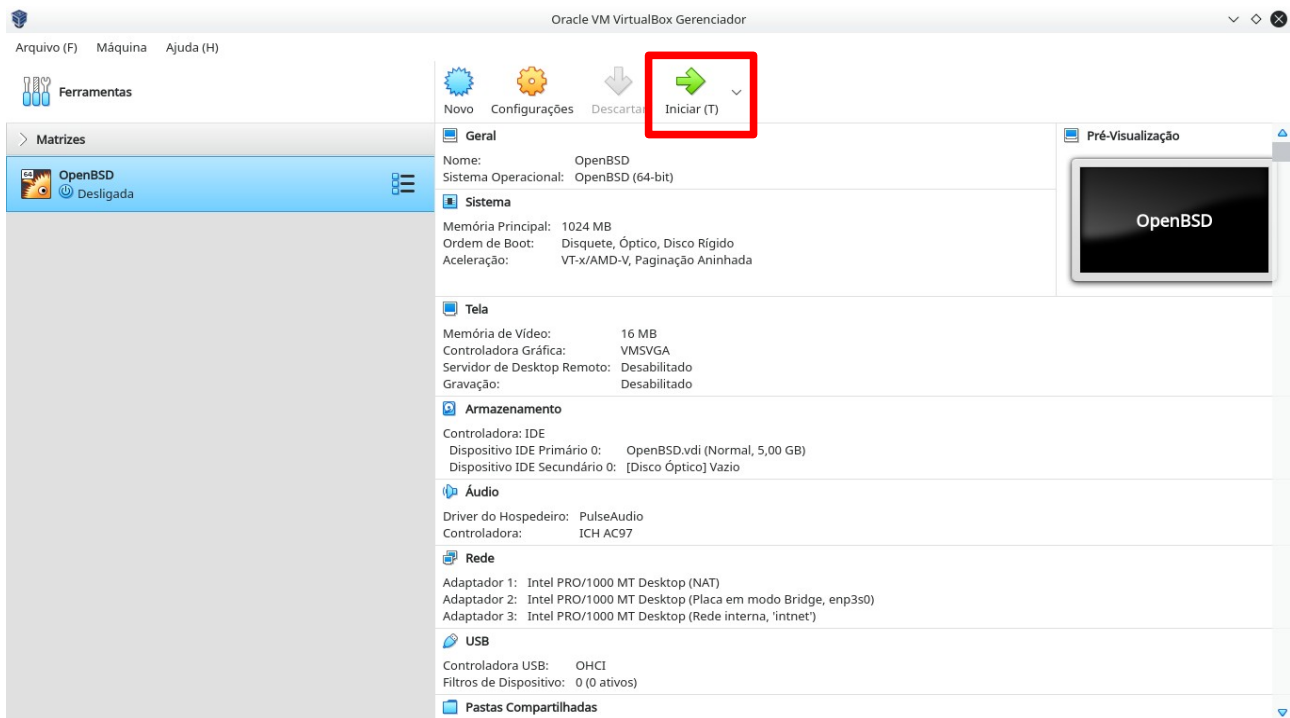 Oracle VM VirtualBox Gerenciador
Arquivo (F) Máquina Ajuda (H)
Ferramentas
Novo Configurações Descartar Iniciar (T)
Matrizes
64
OpenBSD
Desligada
Geral
Nome: OpenBSD
Sistema Operacional: OpenBSD (64-bit)
Pré-Visualização
OpenBSD
Sistema
Memória Principal: 1024 MB
Ordem de Boot: Disquete, Óptico, Disco Rígido
Aceleração: VT-x/AMD-V, Paginação Aninhada
Tela
Memória de Vídeo: 16 MB
Controladora Gráfica: VMSVGA
Servidor de Desktop Remoto: Desabilitado
Gravação: Desabilitado
Armazenamento
Controladora: IDE
Dispositivo IDE Primário 0: OpenBSD.vdi (Normal, 5,00 GB)
Dispositivo IDE Secundário 0: [Disco Óptico] Vazio
Áudio
Driver do Hospedeiro: PulseAudio
Controladora: ICH AC97
Rede
Adaptador 1: Intel PRO/1000 MT Desktop (NAT)
Adaptador 2: Intel PRO/1000 MT Desktop (Placa em modo Bridge, enp3s0)
Adaptador 3: Intel PRO/1000 MT Desktop (Rede interna, 'intnet')
USB
Controladora USB: OHCI
Filtros de Dispositivo: 0 (0 ativos)
Pastas Compartilhadas